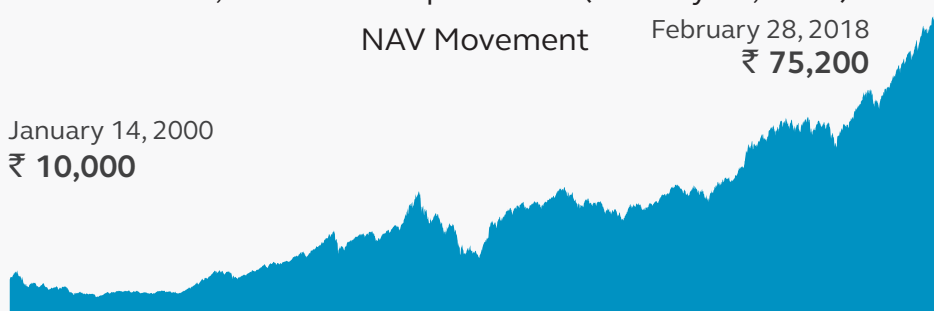 NAV Movement
February 28, 2018
₹ 75,200
January 14, 2000
₹ 10,000